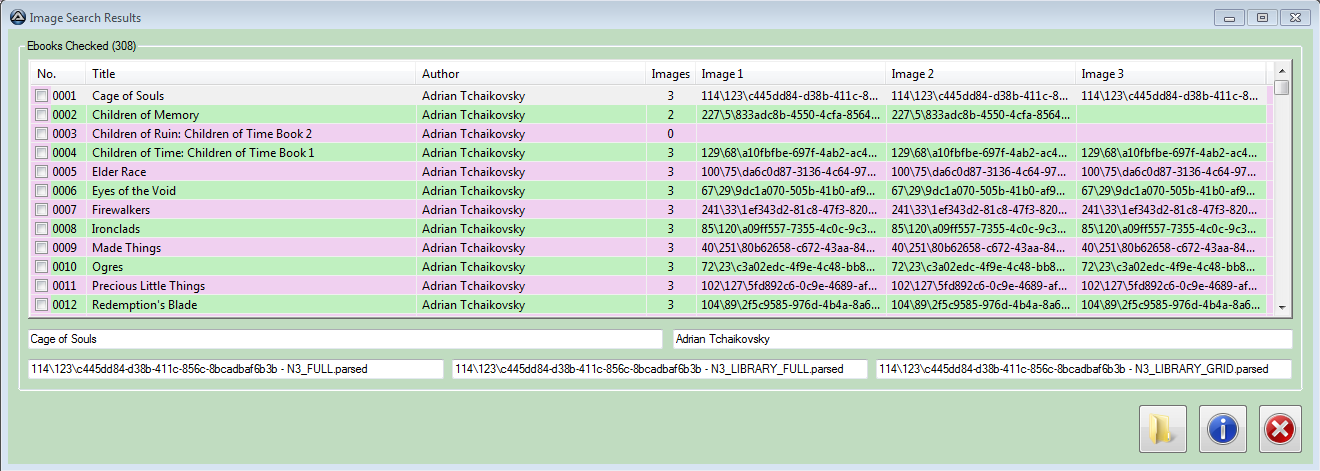 Image Search Results
Ebooks Checked (308)
No. Title Author Images Image 1 Image 2 Image 3
0001 Cage of Souls Adrian Tchaikovsky 3 114\123\c445dd84-d38b-411c-8... 114\123\c445dd84-d38b-411c-8... 114\123\c445dd84-d38b-411c-8...
0002 Children of Memory Adrian Tchaikovsky 2 227\5\833adc8b-4550-4cfa-8564... 227\5\833adc8b-4550-4cfa-8564...
0003 Children of Ruin: Children of Time Book 2 Adrian Tchaikovsky 0
0004 Children of Time: Children of Time Book 1 Adrian Tchaikovsky 3 129\68\a10fbfbe-697f-4ab2-ac4... 129\68\a10fbfbe-697f-4ab2-ac4... 129\68\a10fbfbe-697f-4ab2-ac4...
0005 Elder Race Adrian Tchaikovsky 3 100\75\da6c0d87-3136-4c64-97... 100\75\da6c0d87-3136-4c64-97... 100\75\da6c0d87-3136-4c64-97...
0006 Eyes of the Void Adrian Tchaikovsky 3 67\29\9dc1a070-505b-41b0-af9... 67\29\9dc1a070-505b-41b0-af9... 67\29\9dc1a070-505b-41b0-af9...
0007 Firewalkers Adrian Tchaikovsky 3 241\33\1ef343d2-81c8-47f3-820... 241\33\1ef343d2-81c8-47f3-820... 241\33\1ef343d2-81c8-47f3-820...
0008 Ironclads Adrian Tchaikovsky 3 85\120\a09ff557-7355-4c0c-9c3... 85\120\a09ff557-7355-4c0c-9c3... 85\120\a09ff557-7355-4c0c-9c3...
0009 Made Things Adrian Tchaikovsky 3 40\251\80b62658-c672-43aa-84... 40\251\80b62658-c672-43aa-84... 40\251\80b62658-c672-43aa-84...
0010 Ogres Adrian Tchaikovsky 3 72\23\c3a02edc-4f9e-4c48-bb8... 72\23\c3a02edc-4f9e-4c48-bb8... 72\23\c3a02edc-4f9e-4c48-bb8...
0011 Precious Little Things Adrian Tchaikovsky 3 102\127\5fd892c6-0c9e-4689-af... 102\127\5fd892c6-0c9e-4689-af... 102\127\5fd892c6-0c9e-4689-af...
0012 Redemption's Blade Adrian Tchaikovsky 3 104\89\2f5c9585-976d-4b4a-8a6... 104\89\2f5c9585-976d-4b4a-8a6... 104\89\2f5c9585-976d-4b4a-8a6...
Cage of Souls Adrian Tchaikovsky
114\123\c445dd84-d38b-411c-856c-8bcadbaf6b3b - N3_FULL.parsed 114\123\c445dd84-d38b-411c-856c-8bcadbaf6b3b - N3_LIBRARY_FULL.parsed 114\123\c445dd84-d38b-411c-856c-8bcadbaf6b3b - N3_LIBRARY_GRID.parsed